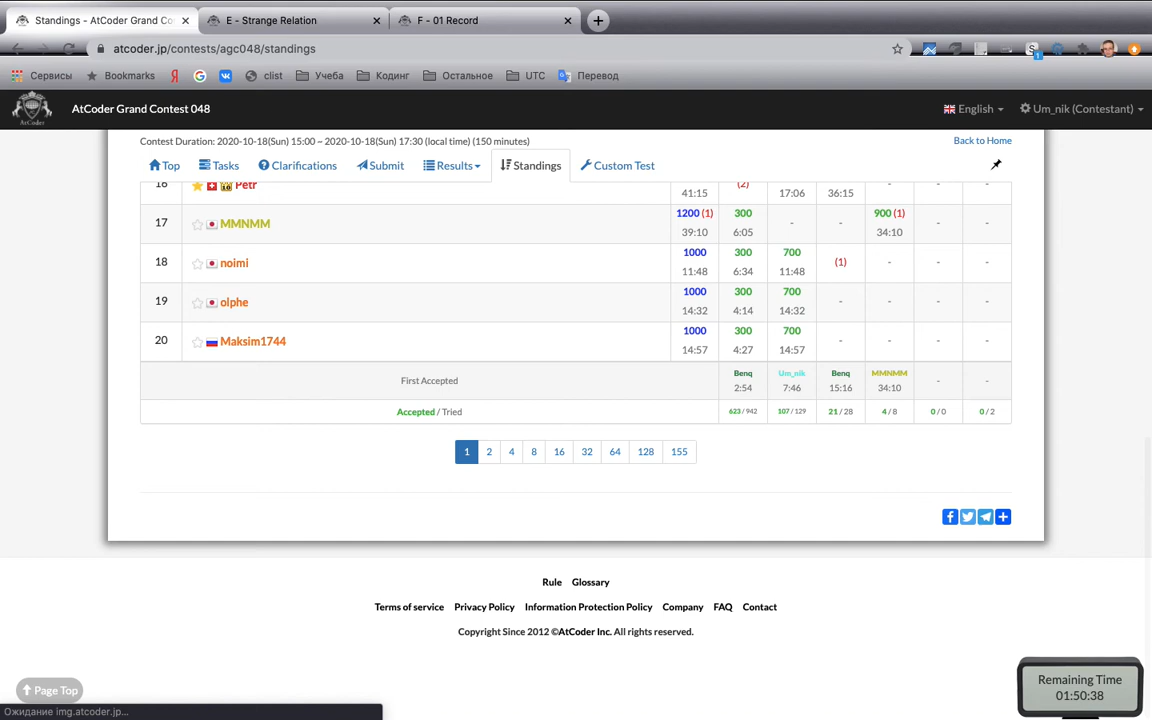 Standings - AtCoder Grand Co
E - Strange Relation
F - 01 Record
atcoder.jp/contests/agc048/standings
Сервисы Bookmarks clist Учеба Кодинг Остальное UTC Перевод
AtCoder Grand Contest 048 English Um_nik (Contestant)
Contest Duration: 2020-10-18(Sun) 15:00 ~ 2020-10-18(Sun) 17:30 (local time) (150 minutes) Back to Home
Top Tasks Clarifications Submit Results Standings Custom Test
16 Petr (2)
41:15 17:06 36:15
17 MMNMM 1200 (1) 300 - - 900 (1) - -
39:10 6:05 34:10
18 noimi 1000 300 700 (1) - - -
11:48 6:34 11:48
19 olphe 1000 300 700 - - - -
14:32 4:14 14:32
20 Maksim1744 1000 300 700 - - - -
14:57 4:27 14:57
First Accepted Benq Um_nik Benq MMNMM - -
2:54 7:46 15:16 34:10
Accepted / Tried 623 / 942 107 / 129 21 / 28 4 / 8 0 / 0 0 / 2
1 2 4 8 16 32 64 128 155
Rule Glossary
Terms of service Privacy Policy Information Protection Policy Company FAQ Contact
Copyright Since 2012 ©AtCoder Inc. All rights reserved.
Page Top
Remaining Time
01:50:38
Ожидание img.atcoder.jp...